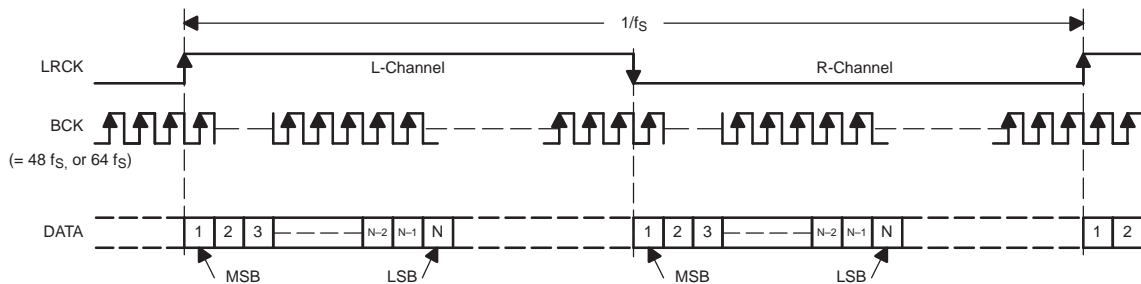 1/fS
LRCK
L-Channel
R-Channel
BCK
(= 48 fS, or 64 fS)
DATA
1 2 3 N–2 N–1 N 1 2 3 N–2 N–1 N 1 2
MSB LSB MSB LSB